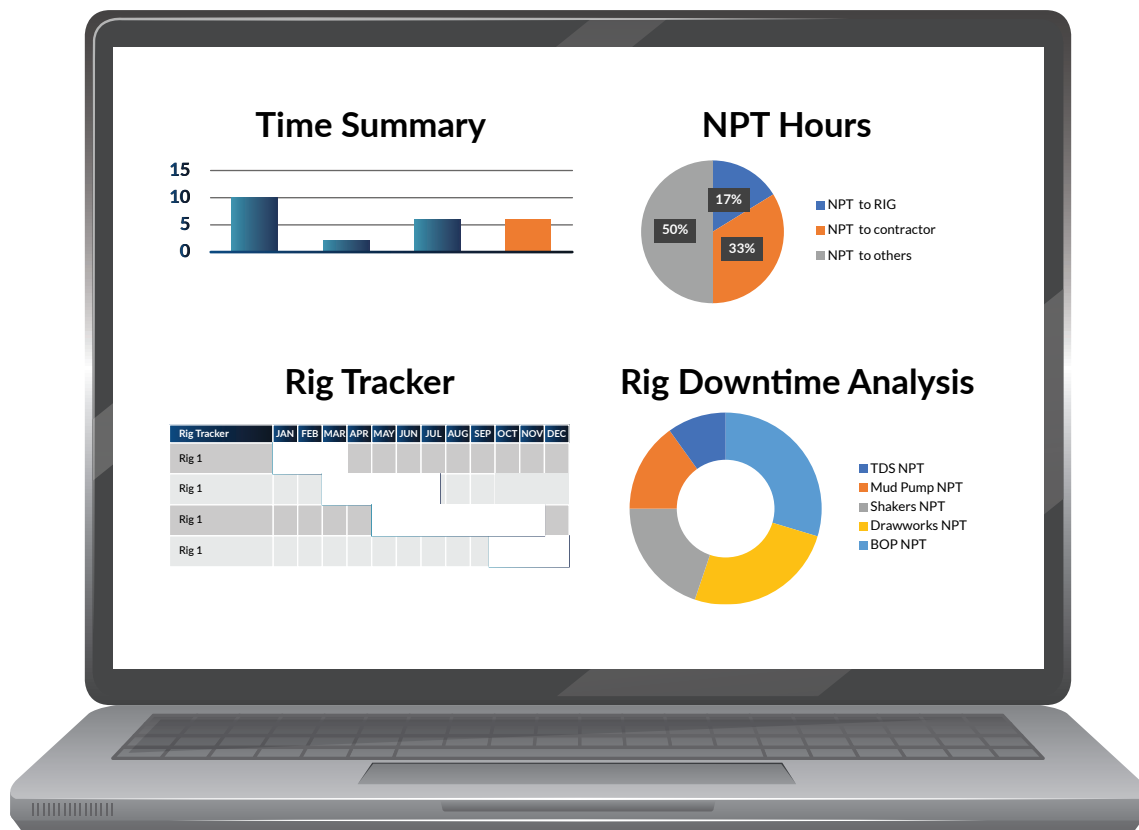 Time Summary
15
10
5
0
NPT Hours
17%
50%
33%
NPT to RIG
NPT to contractor
NPT to others
Rig Tracker
Rig Tracker JAN FEB MAR APR MAY JUN JUL AUG SEP OCT NOV DEC
Rig 1
Rig 1
Rig 1
Rig 1
Rig Downtime Analysis
TDS NPT
Mud Pump NPT
Shakers NPT
Drawworks NPT
BOP NPT